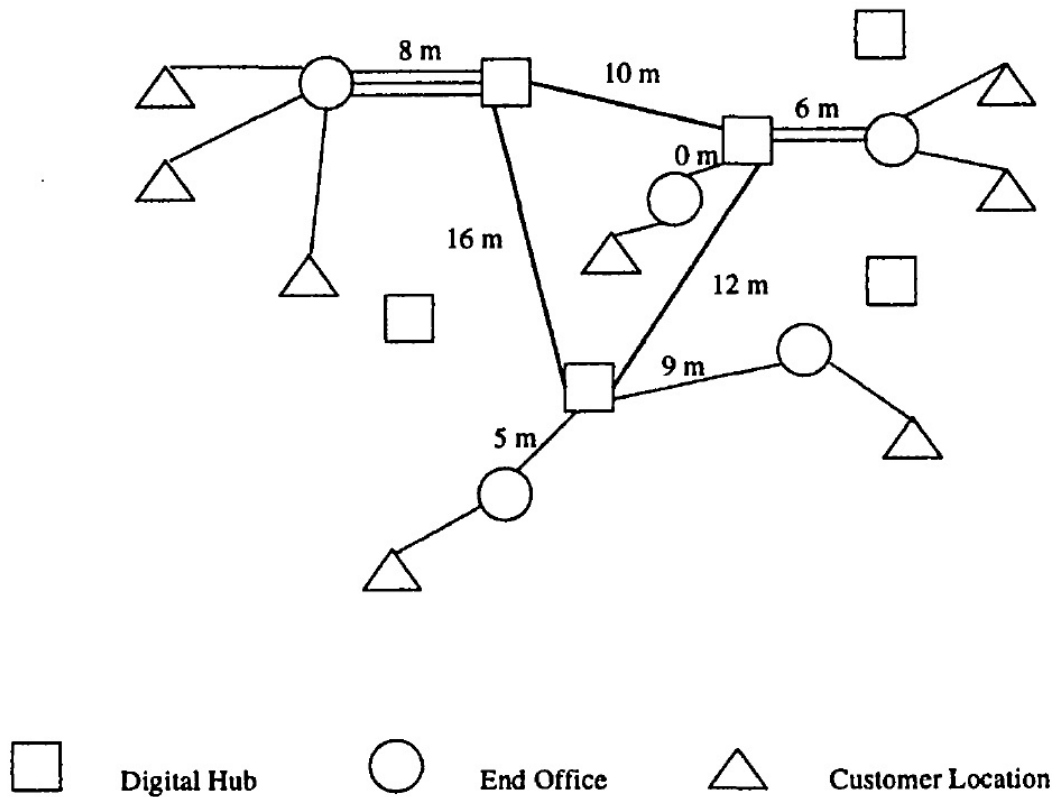 8 m
10 m
6 m
0 m
16 m
12 m
9 m
5 m
Digital Hub
End Office
Customer Location